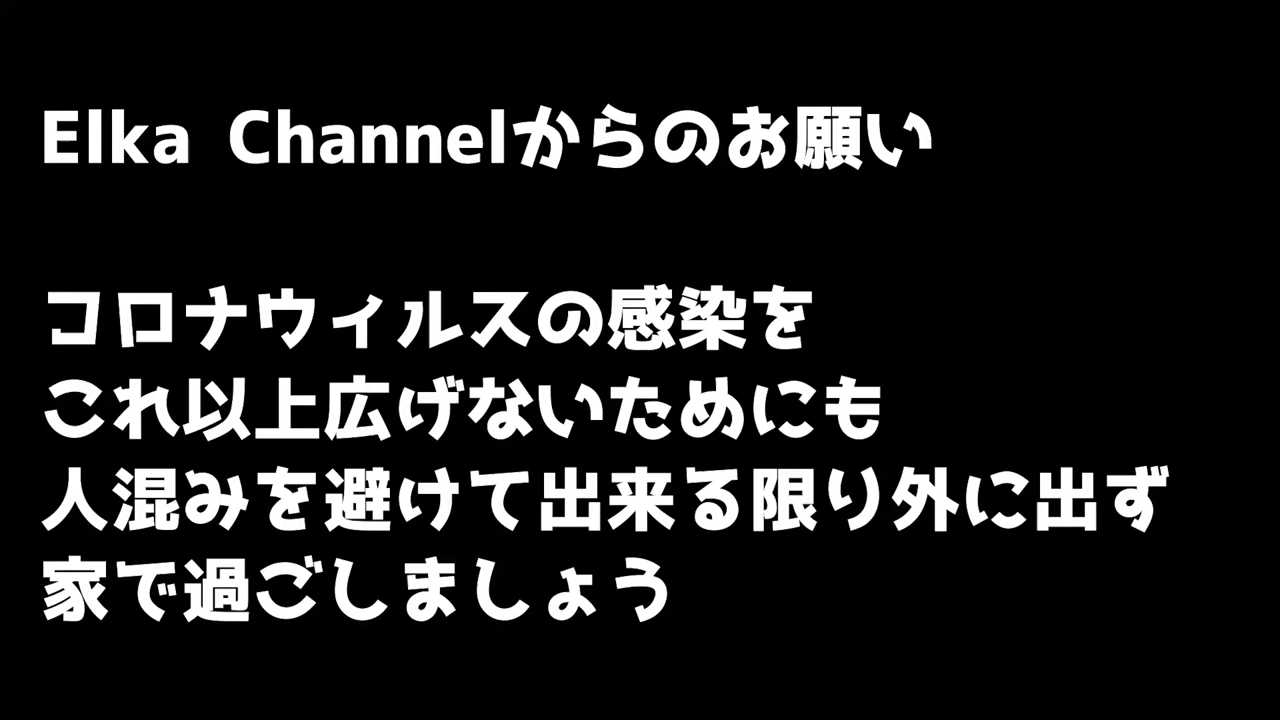 Elka Channelからのお願い
コロナウィルスの感染を
これ以上広げないためにも
人混みを避けて出来る限り外に出ず
家で過ごしましょう